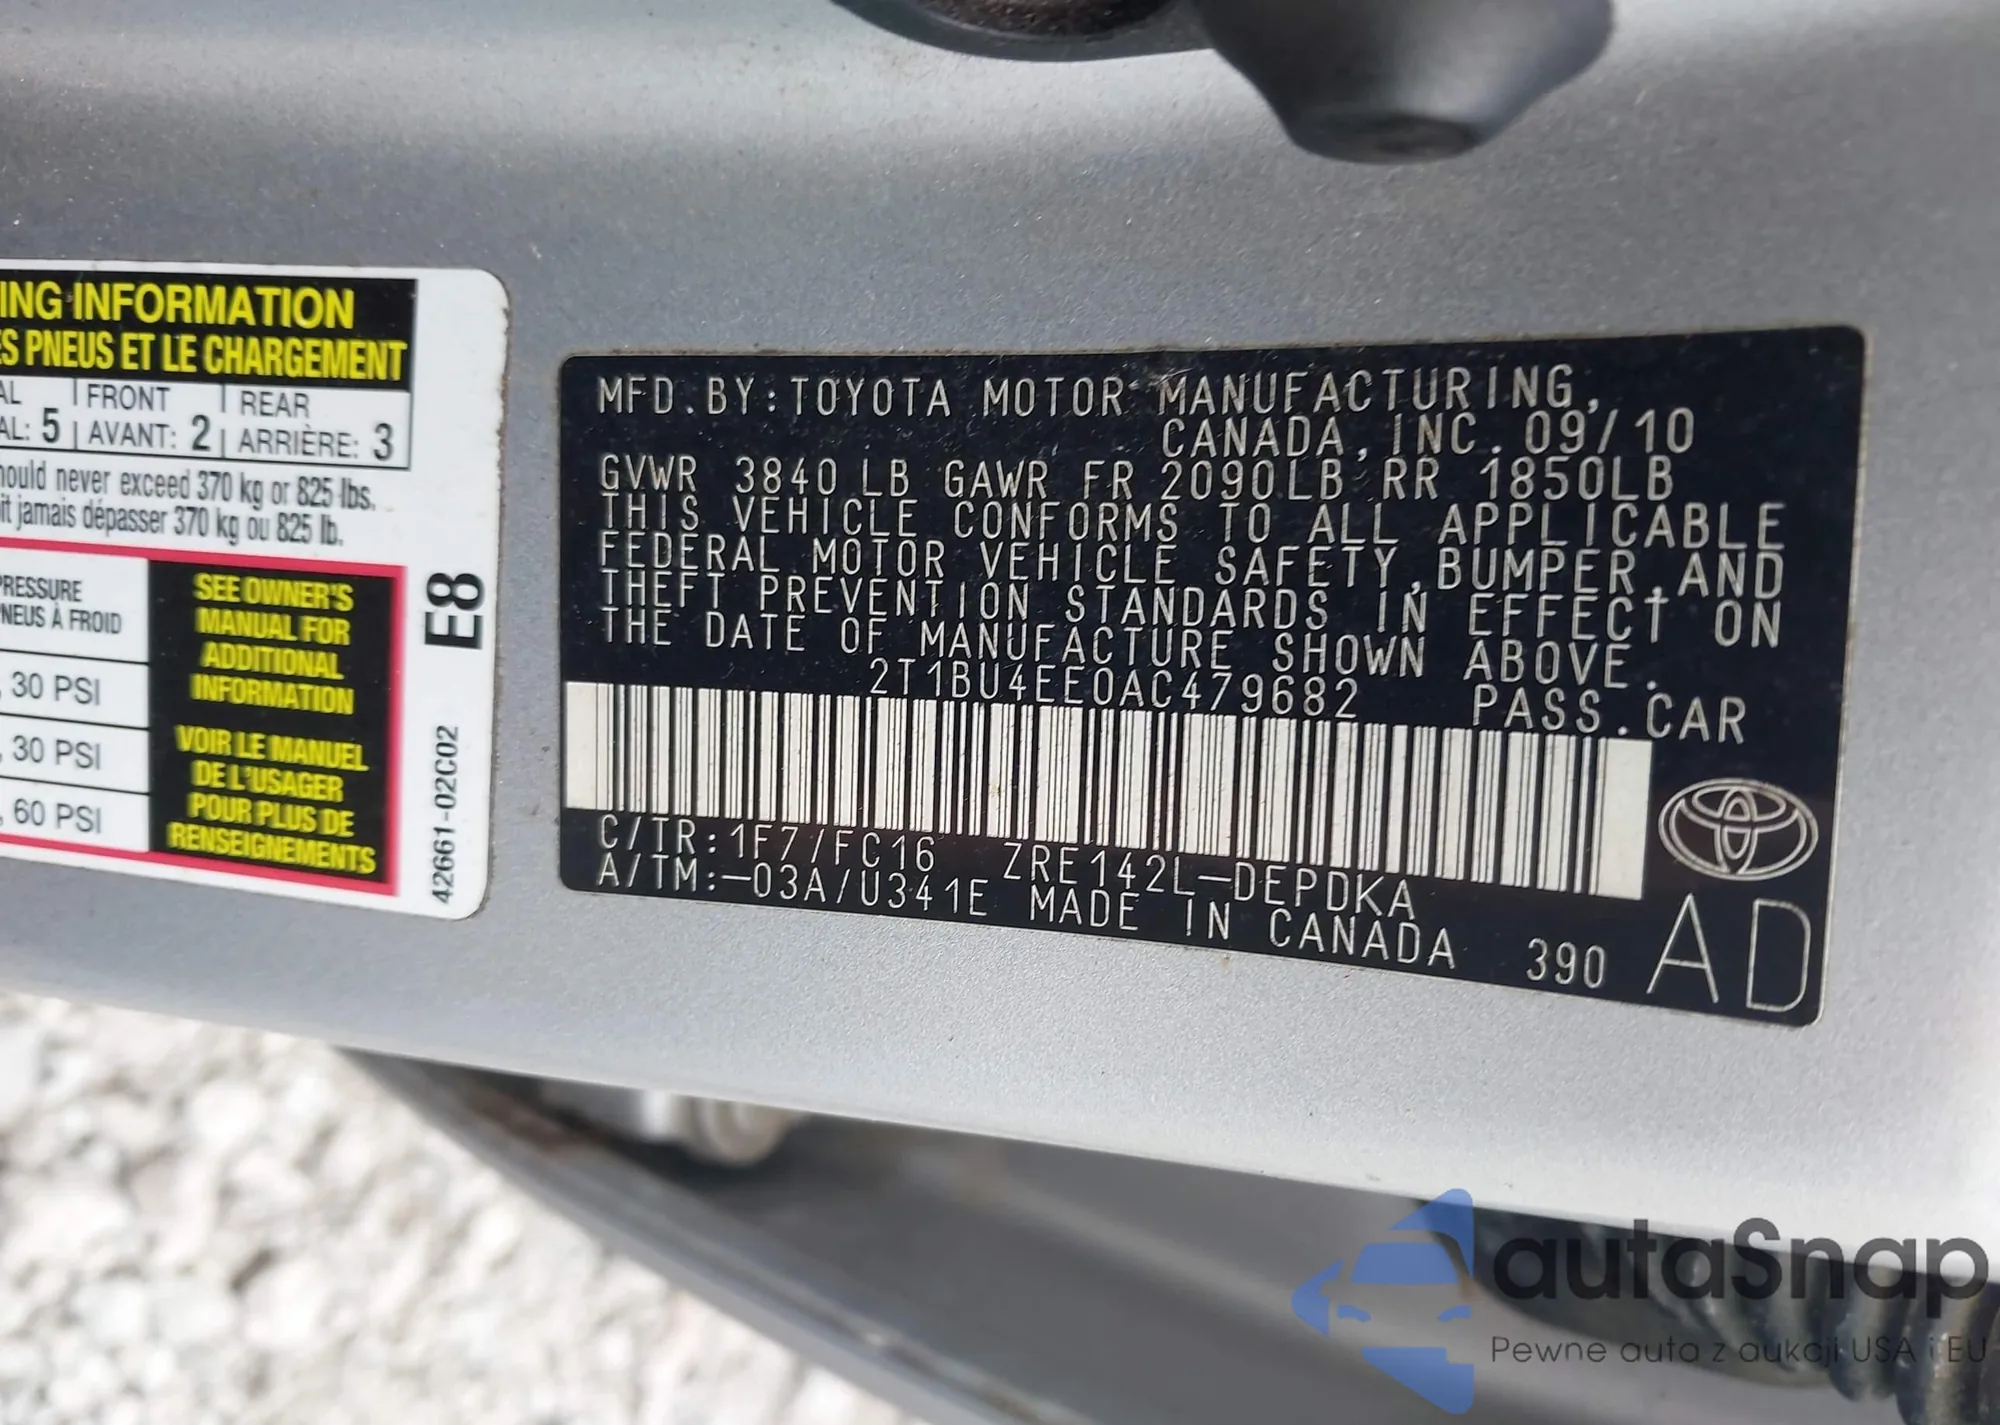 ING INFORMATION
ES PNEUS ET LE CHARGEMENT
AL | FRONT | REAR
AL: 5 | AVANT: 2 | ARRIÈRE: 3
hould never exceed 370 kg or 825 lbs.
it jamais dépasser 370 kg ou 825 lb.
PRESSURE
PNEUS À FROID
, 30 PSI
, 30 PSI
, 60 PSI
SEE OWNER'S
MANUAL FOR
ADDITIONAL
INFORMATION
VOIR LE MANUEL
DE L'USAGER
POUR PLUS DE
RENSEIGNEMENTS
E8
42661-02C02
MFD. BY: TOYOTA MOTOR MANUFACTURING,
CANADA, INC. 09/10
GVWR 3840 LB GAWR FR 2090LB RR 1850LB
THIS VEHICLE CONFORMS TO ALL APPLICABLE
FEDERAL MOTOR VEHICLE SAFETY, BUMPER, AND
THEFT PREVENTION STANDARDS IN EFFECT ON
THE DATE OF MANUFACTURE SHOWN ABOVE.
2T1BU4EE0AC479682 PASS. CAR
C/TR: 1F7/FC16 ZRE142L-DEPDKA
A/TM: -03A/U341E MADE IN CANADA 390
AD
autaSnap
Pewne auta z aukcji USA i EU